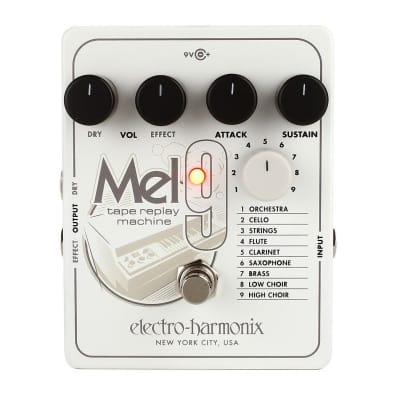 9V
DRY VOL EFFECT ATTACK SUSTAIN
Mel9
tape replay
machine
1 2 3 4 5 6 7 8 9
1 ORCHESTRA
2 CELLO
3 STRINGS
4 FLUTE
5 CLARINET
6 SAXOPHONE
7 BRASS
8 LOW CHOIR
9 HIGH CHOIR
EFFECT OUTPUT DRY
INPUT
electro-harmonix
NEW YORK CITY, USA